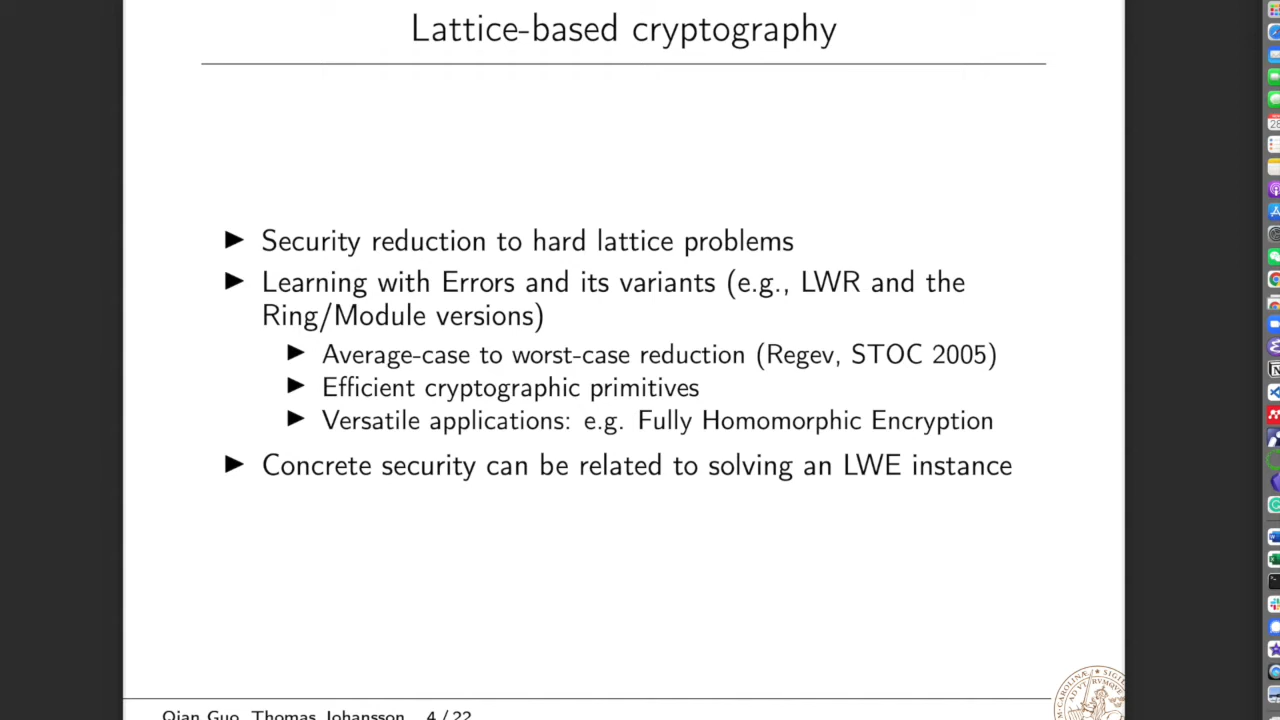 Lattice-based cryptography
▶ Security reduction to hard lattice problems
▶ Learning with Errors and its variants (e.g., LWR and the
Ring/Module versions)
▶ Average-case to worst-case reduction (Regev, STOC 2005)
▶ Efficient cryptographic primitives
▶ Versatile applications: e.g. Fully Homomorphic Encryption
▶ Concrete security can be related to solving an LWE instance
Qian Guo, Thomas Johansson 4 / 22